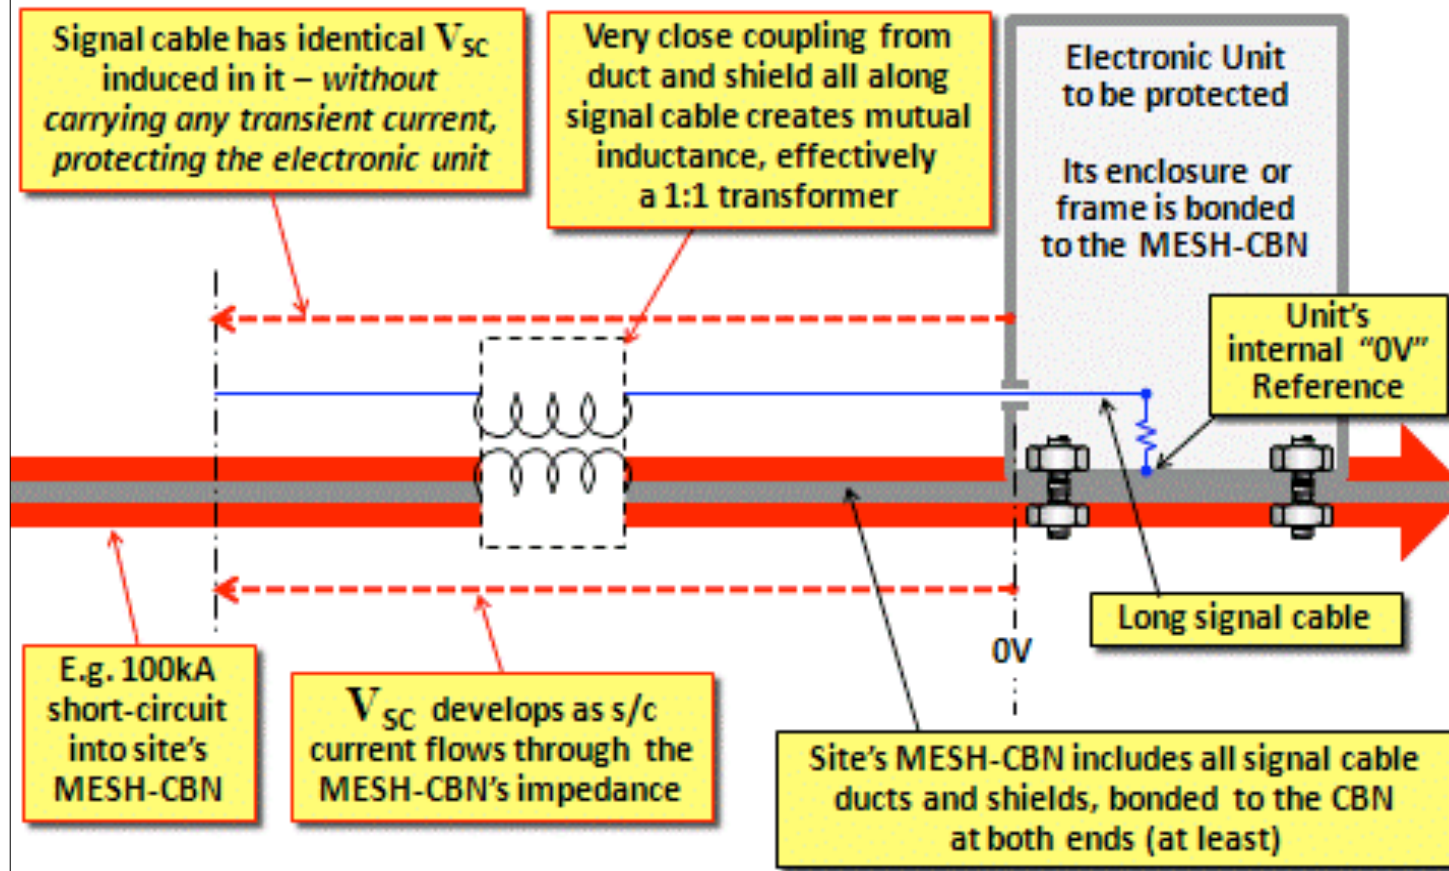 Signal cable has identical VSC
induced in it – without
carrying any transient current,
protecting the electronic unit
Very close coupling from
duct and shield all along
signal cable creates mutual
inductance, effectively
a 1:1 transformer
Electronic Unit
to be protected
Its enclosure or
frame is bonded
to the MESH-CBN
Unit's
internal "0V"
Reference
Long signal cable
0V
E.g. 100kA
short-circuit
into site's
MESH-CBN
VSC develops as s/c
current flows through the
MESH-CBN's impedance
Site's MESH-CBN includes all signal cable
ducts and shields, bonded to the CBN
at both ends (at least)